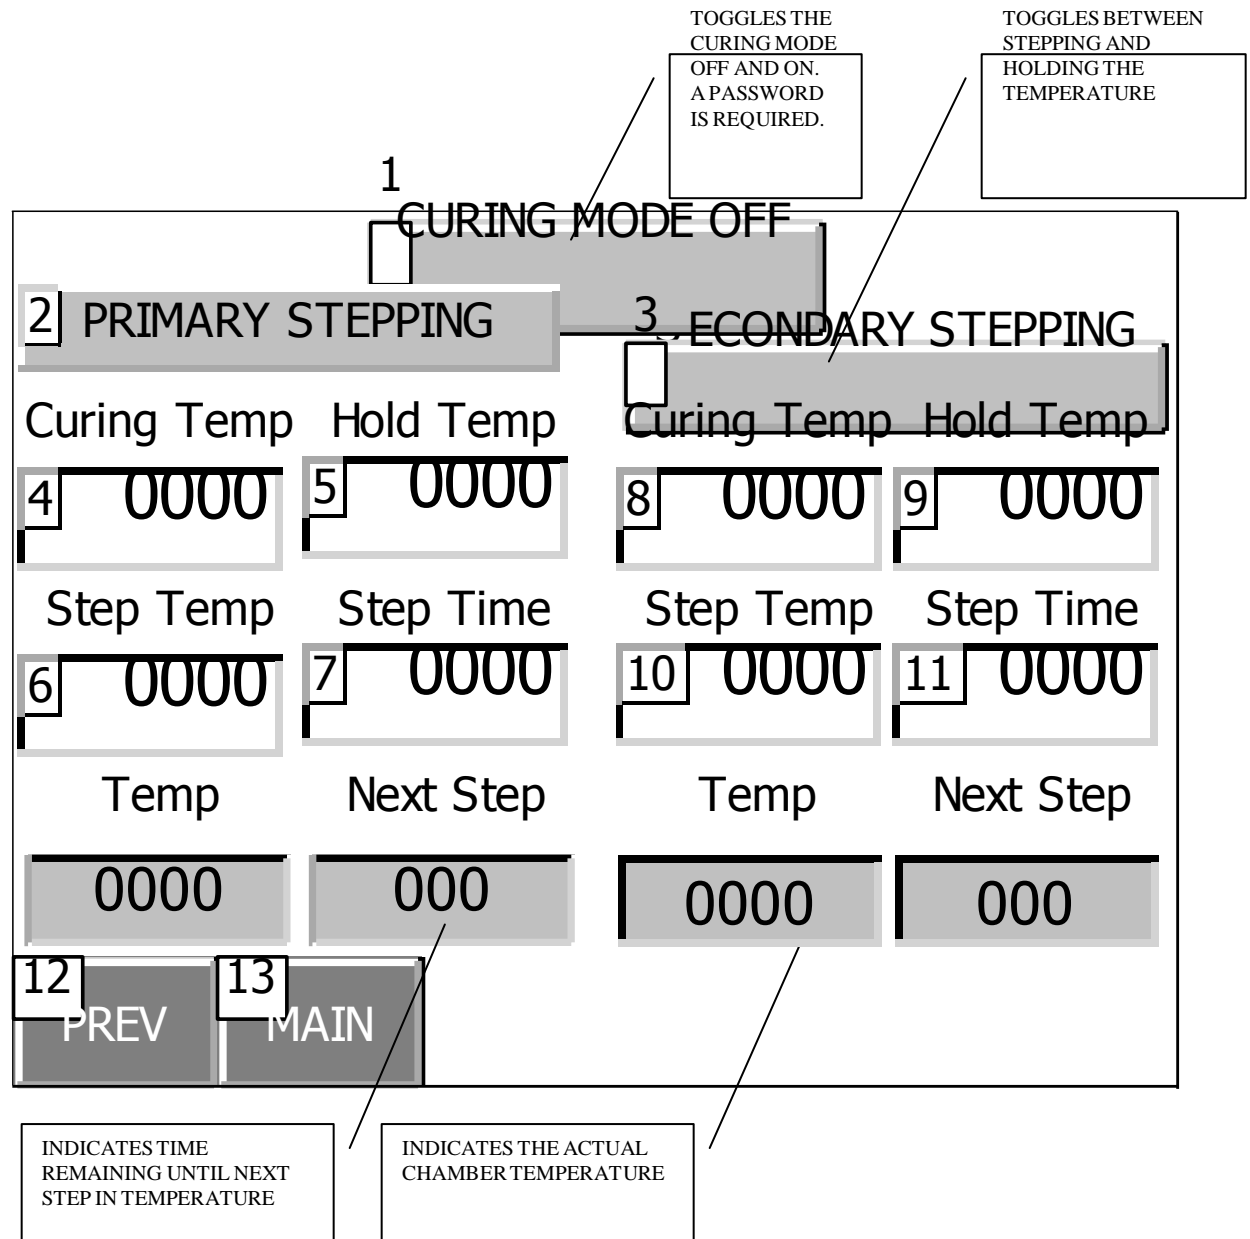 TOGGLES THE
CURING MODE
OFF AND ON.
A PASSWORD
IS REQUIRED.
TOGGLES BETWEEN
STEPPING AND
HOLDING THE
TEMPERATURE
1
CURING MODE OFF
2 PRIMARY STEPPING
3 ECONDARY STEPPING
Curing Temp Hold Temp Curing Temp Hold Temp
4 0000 5 0000 8 0000 9 0000
Step Temp Step Time Step Temp Step Time
6 0000 7 0000 10 0000 11 0000
Temp Next Step Temp Next Step
0000 000 0000 000
12 13
PREV MAIN
INDICATES TIME
REMAINING UNTIL NEXT
STEP IN TEMPERATURE
INDICATES THE ACTUAL
CHAMBER TEMPERATURE